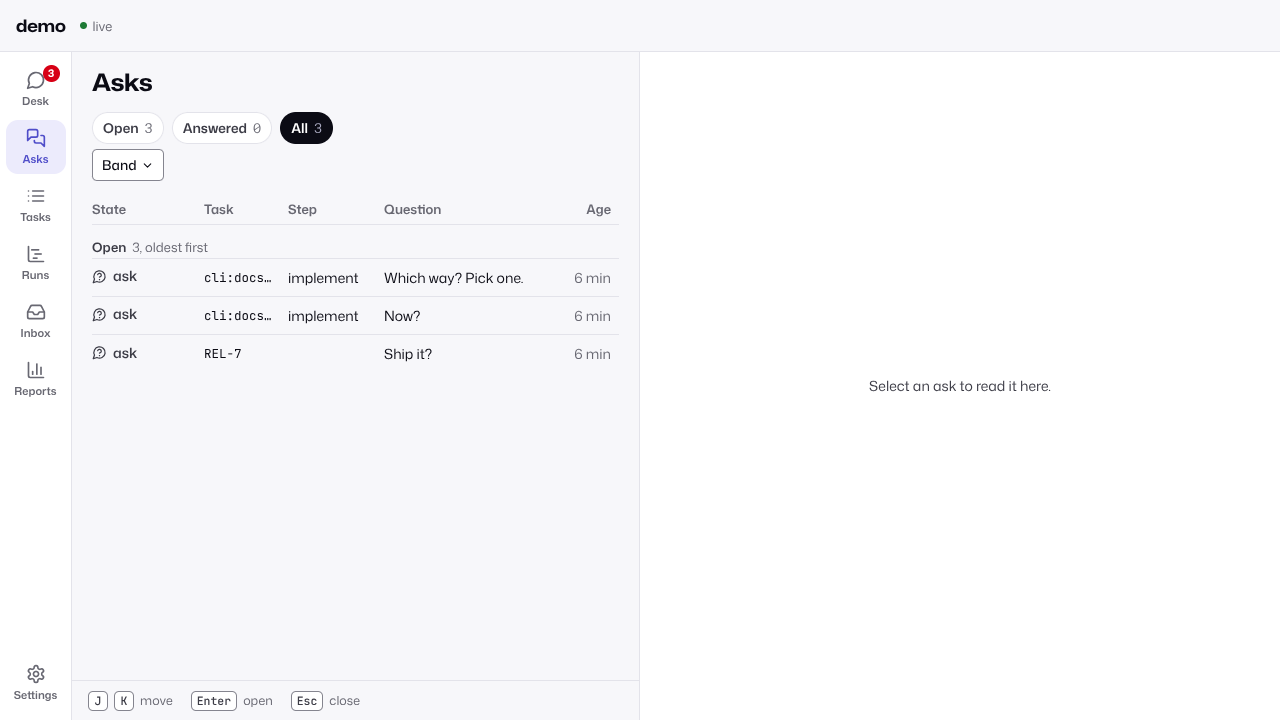 demo live
3
Desk
Asks
Tasks
Runs
Inbox
Reports
Settings
Asks
Open 3 Answered 0 All 3
Band
State Task Step Question Age
Open 3, oldest first
ask cli:docs… implement Which way? Pick one. 6 min
ask cli:docs… implement Now? 6 min
ask REL-7 Ship it? 6 min
J K move Enter open Esc close
Select an ask to read it here.